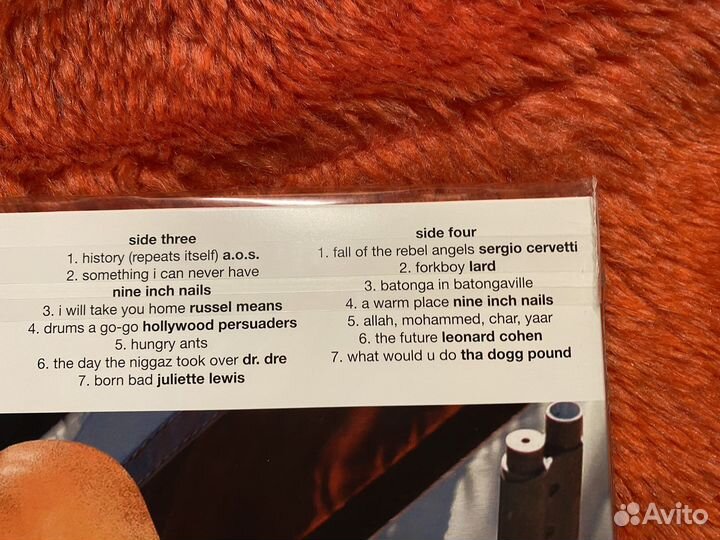 side three
1. history (repeats itself) a.o.s.
2. something i can never have
nine inch nails
3. i will take you home russel means
4. drums a go-go hollywood persuaders
5. hungry ants
6. the day the niggaz took over dr. dre
7. born bad juliette lewis
side four
1. fall of the rebel angels sergio cervetti
2. forkboy lard
3. batonga in batongaville
4. a warm place nine inch nails
5. allah, mohammed, char, yaar
6. the future leonard cohen
7. what would u do tha dogg pound
Avito